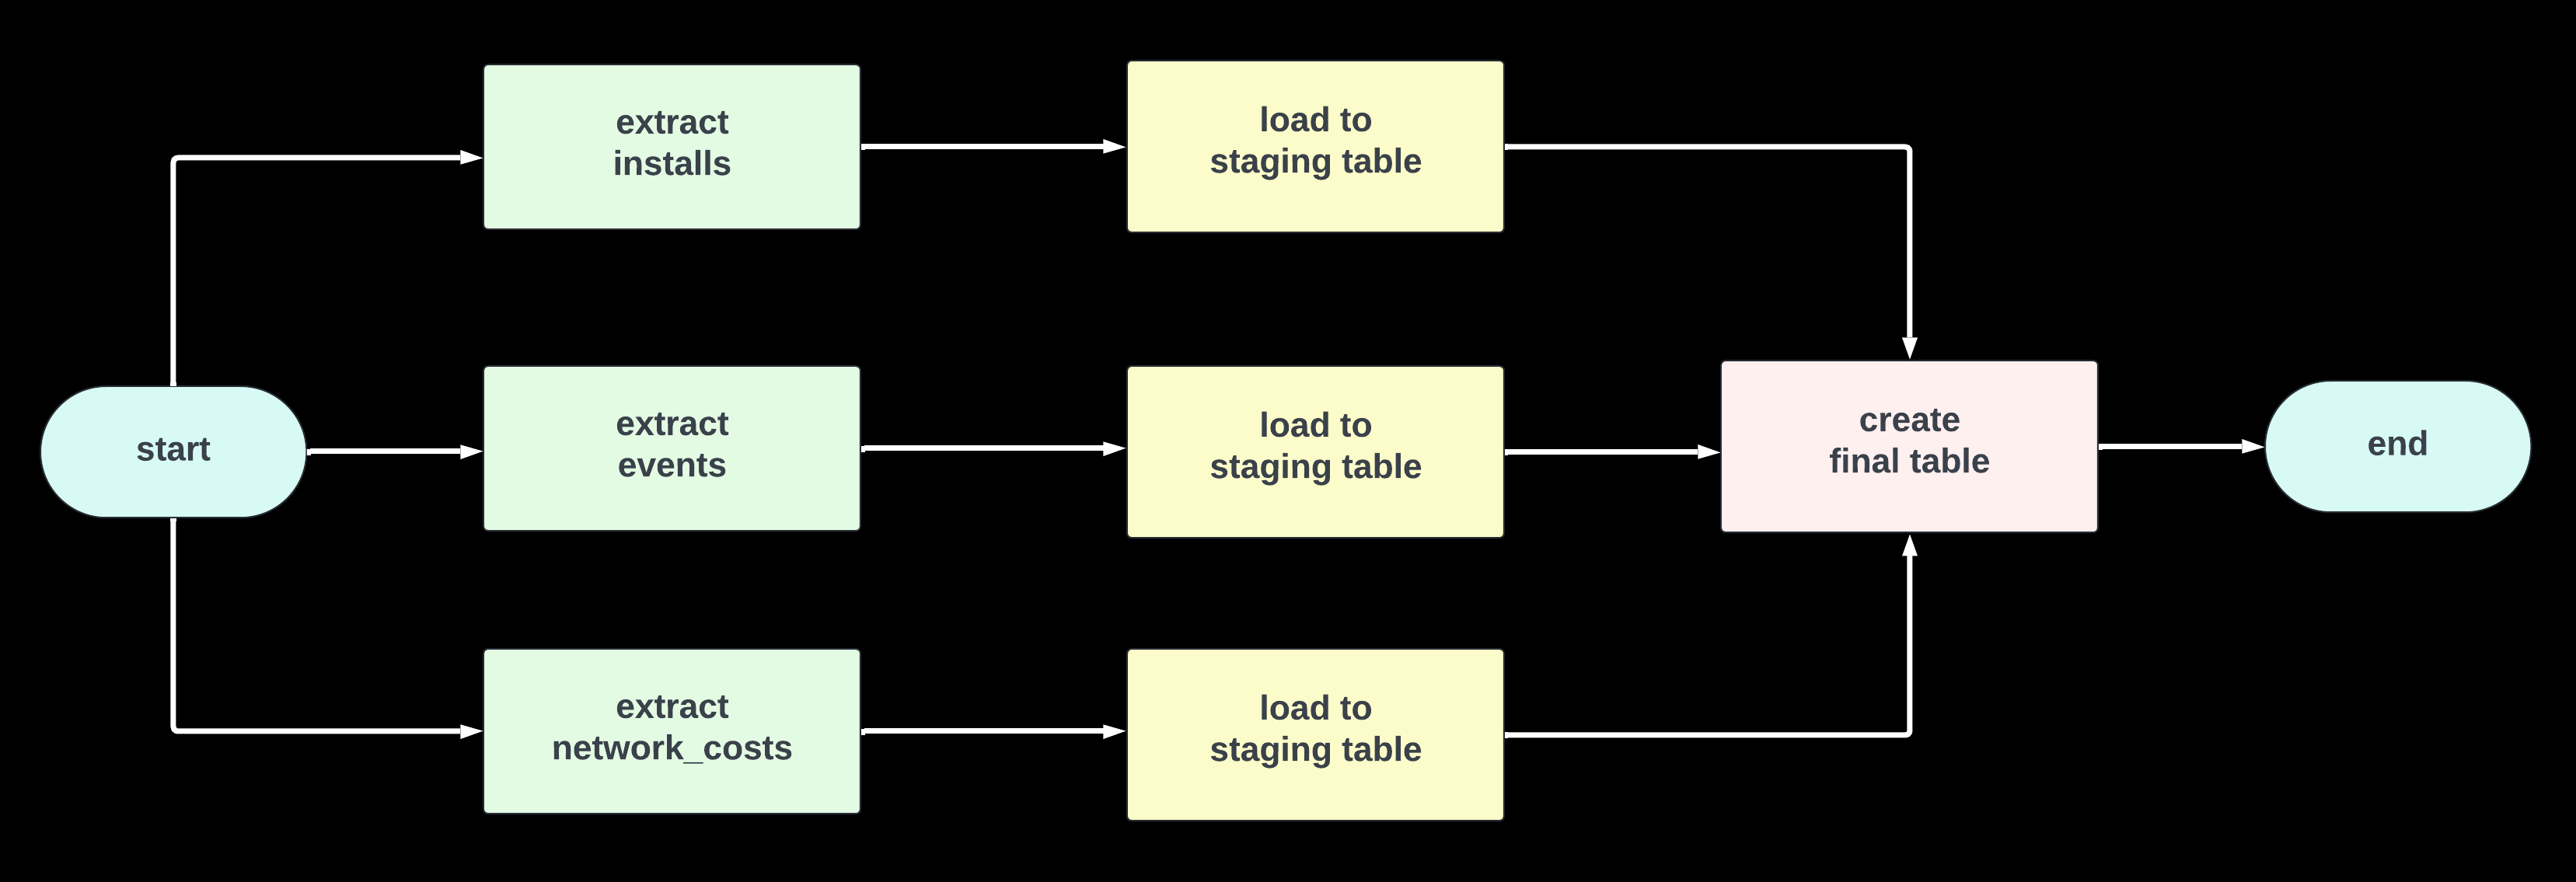 extract
installs
load to
staging table
start
extract
events
load to
staging table
create
final table
end
extract
network_costs
load to
staging table